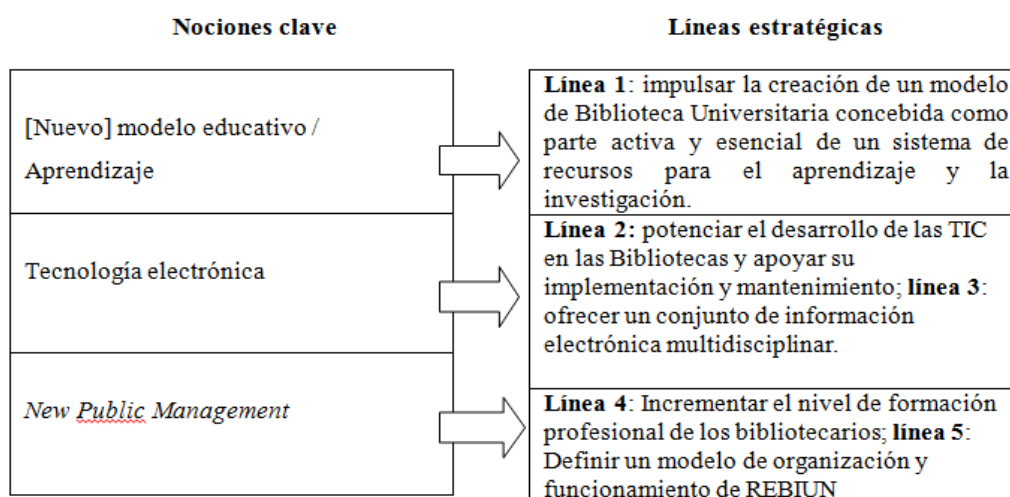 Nociones clave
Líneas estratégicas
[Nuevo] modelo educativo /
Aprendizaje
Línea 1: impulsar la creación de un modelo
de Biblioteca Universitaria concebida como
parte activa y esencial de un sistema de
recursos para el aprendizaje y la
investigación.
Tecnología electrónica
Línea 2: potenciar el desarrollo de las TIC
en las Bibliotecas y apoyar su
implementación y mantenimiento; línea 3:
ofrecer un conjunto de información
electrónica multidisciplinar.
New Public Management
Línea 4: Incrementar el nivel de formación
profesional de los bibliotecarios; línea 5:
Definir un modelo de organización y
funcionamiento de REBIUN